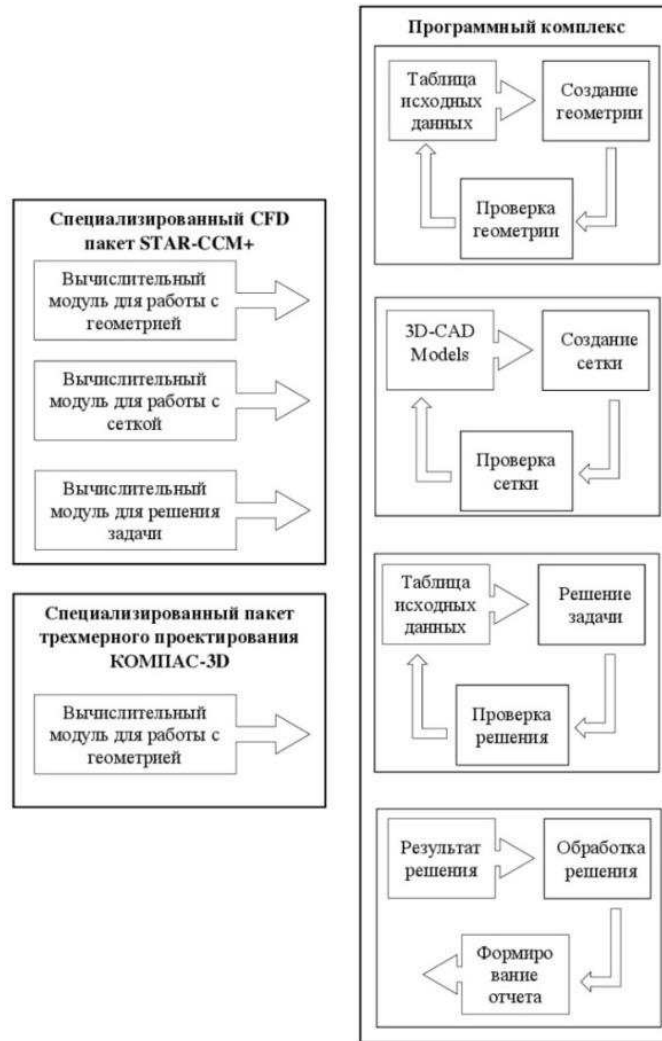 Специализированный CFD
пакет STAR-CCM+
Вычислительный
модуль для работы с
геометрией
Вычислительный
модуль для работы с
сеткой
Вычислительный
модуль для решения
задачи
Специализированный пакет
трехмерного проектирования
КОМПАС-3D
Вычислительный
модуль для работы с
геометрией
Программный комплекс
Таблица
исходных
данных
Создание
геометрии
Проверка
геометрии
3D-CAD
Models
Создание
сетки
Проверка
сетки
Таблица
исходных
данных
Решение
задачи
Проверка
решения
Результат
решения
Обработка
решения
Формиро
вание
отчета